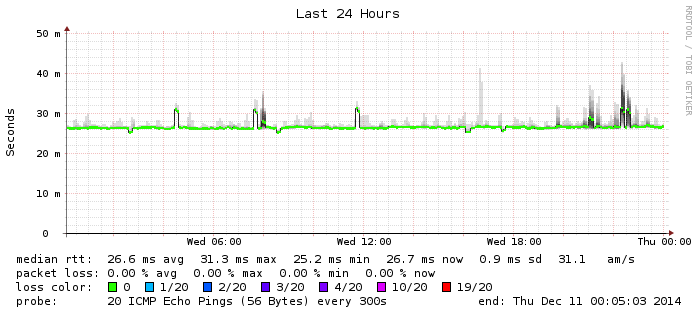 Last 24 Hours
RRDTOOL / TOBI OETIKER
50 m
40 m
30 m
20 m
10 m
0
Seconds
Wed 06:00 Wed 12:00 Wed 18:00 Thu 00:00
median rtt: 26.6 ms avg 31.3 ms max 25.2 ms min 26.7 ms now 0.9 ms sd 31.1 am/s
packet loss: 0.00 % avg 0.00 % max 0.00 % min 0.00 % now
loss color: 0 1/20 2/20 3/20 4/20 10/20 19/20
probe: 20 ICMP Echo Pings (56 Bytes) every 300s end: Thu Dec 11 00:05:03 2014